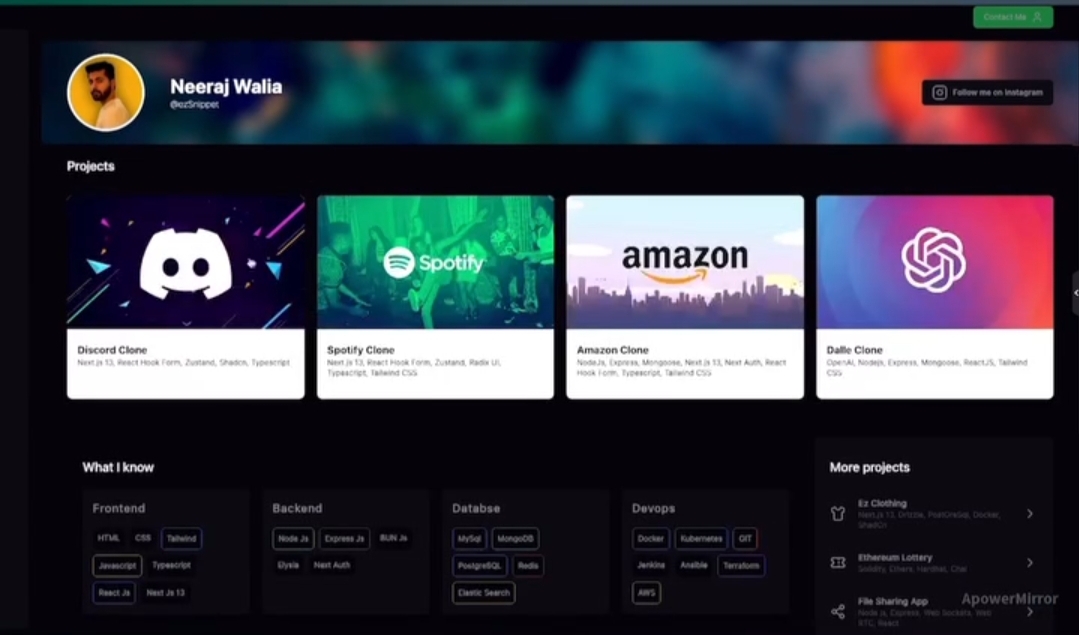 Contact Me
Neeraj Walia
@ezSnippet
Follow me on Instagram
Projects
Spotify
amazon
Discord Clone
Next.js 13, React Hook Form, Zustand, Shadcn, Typescript
Spotify Clone
Next.js 13, React Hook Form, Zustand, Radix UI,
Typescript, Tailwind CSS
Amazon Clone
NodeJs, Express, Mongoose, Next.js 13, Next Auth, React
Hook Form, Typescript, Tailwind CSS
Dalle Clone
OpenAI, Nodejs, Express, Mongoose, ReactJS, Tailwind
CSS
What I know
Frontend
HTML CSS Tailwind
Javascript Typescript
React Js Next Js 13
Backend
Node Js Express Js BUN Js
Elysia Next Auth
Databse
MySql MongoDB
PostgreSQL Redis
Elastic Search
Devops
Docker Kubernetes GIT
Jenkins Ansible Terraform
AWS
More projects
Ez Clothing
Next.js 13, Drizzle, PostGreSql, Docker,
ShadCn
Ethereum Lottery
Solidity, Ethers, Hardhat, Chai
File Sharing App
Node js, Express, Web Sockets, Web
RTC, React
ApowerMirror